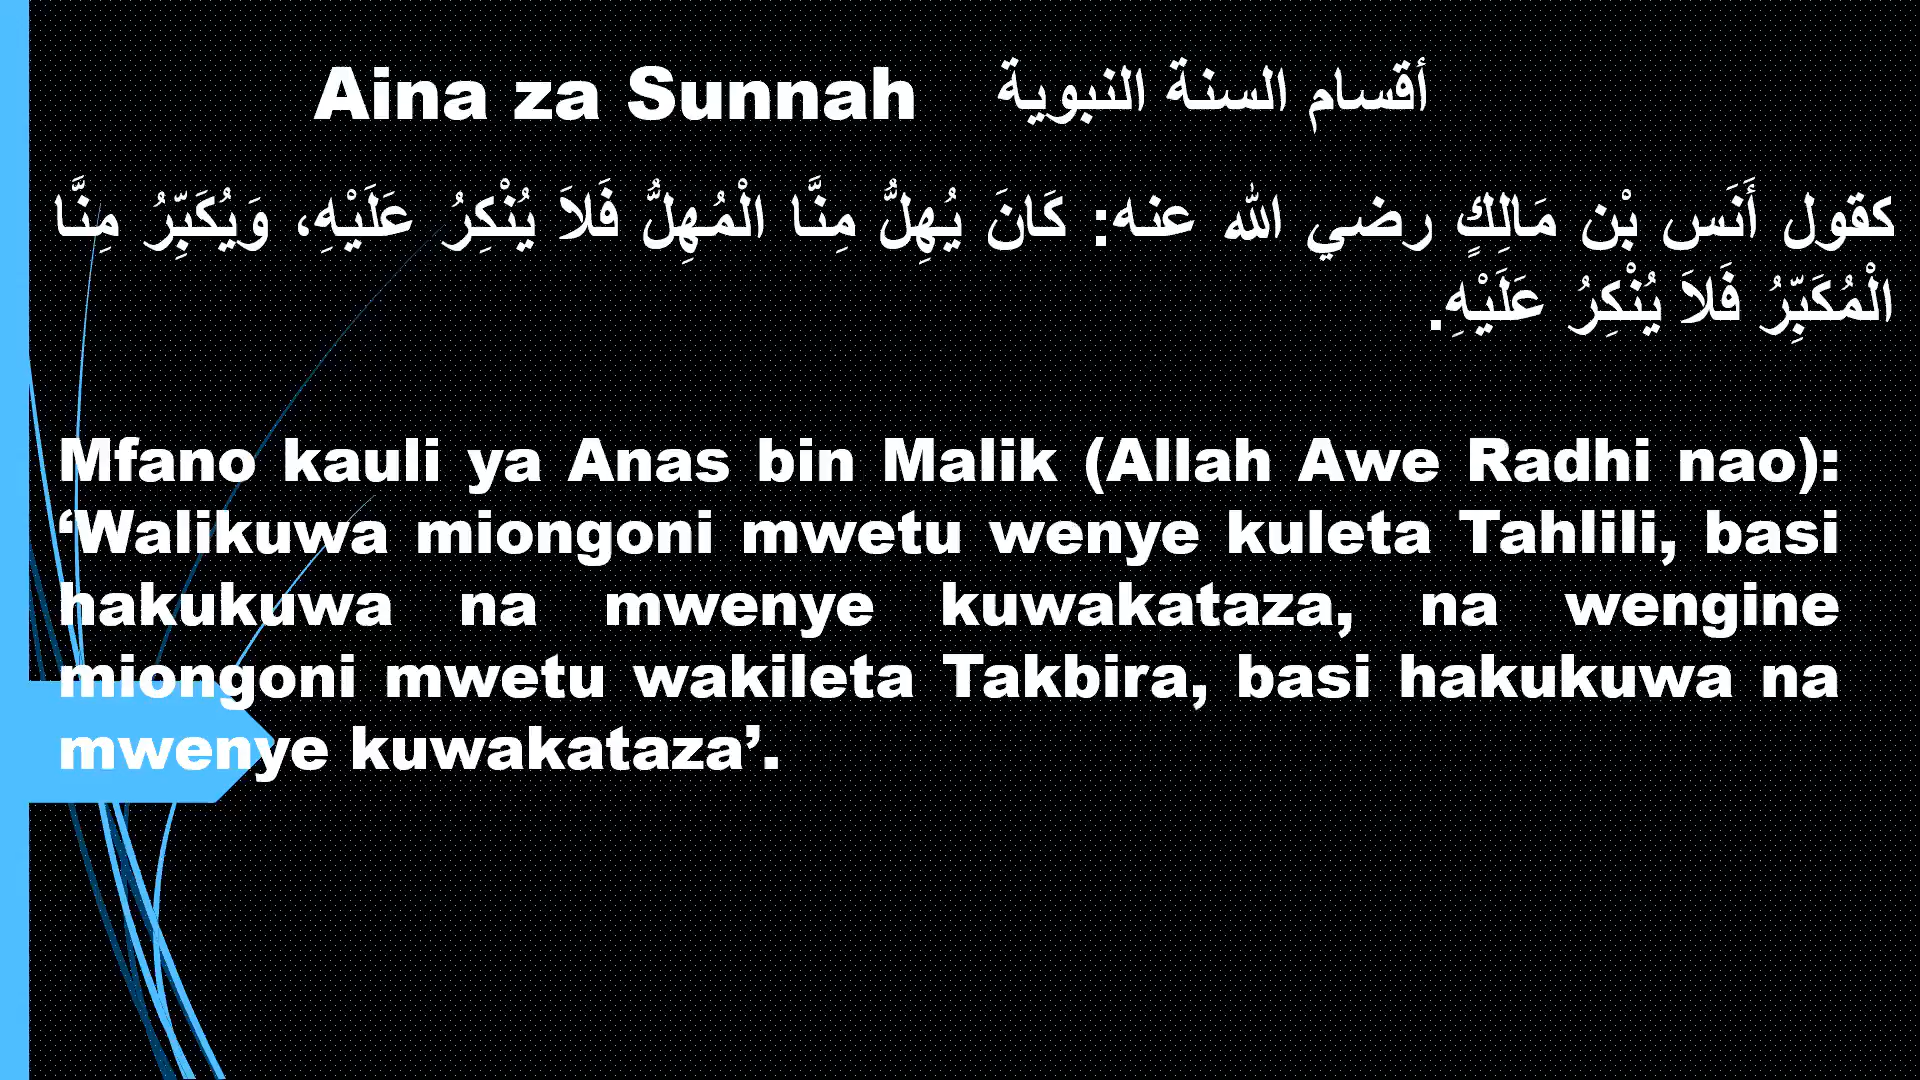 Aina za Sunnah أقسام السنة النبوية
كقول أَنَس بْن مَالِكٍ رضي الله عنه: كَانَ يُهِلُّ مِنَّا الْمُهِلُّ فَلاَ يُنْكِرُ عَلَيْهِ، وَيُكَبِّرُ مِنَّا
الْمُكَبِّرُ فَلاَ يُنْكِرُ عَلَيْهِ.
Mfano kauli ya Anas bin Malik (Allah Awe Radhi nao):
‘Walikuwa miongoni mwetu wenye kuleta Tahlili, basi
hakukuwa na mwenye kuwakataza, na wengine
miongoni mwetu wakileta Takbira, basi hakukuwa na
mwenye kuwakataza’.